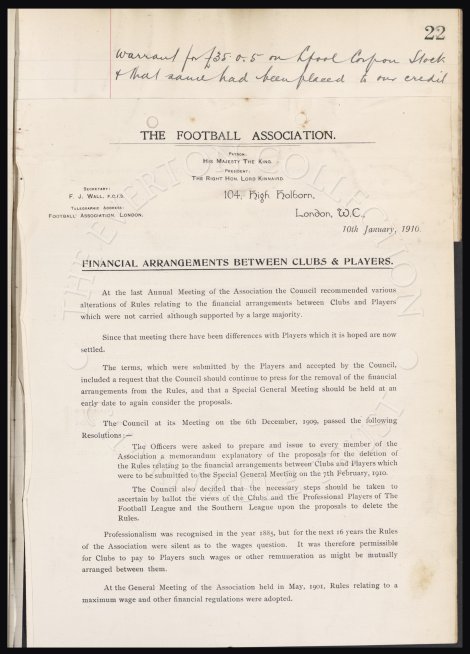 22
Warrant for £35.0.5 on Lpool Corpon Stock
& that same had been placed to our credit
THE FOOTBALL ASSOCIATION.
PATRON:
HIS MAJESTY THE KING.
PRESIDENT:
THE RIGHT HON. LORD KINNAIRD.
SECRETARY:
F. J. WALL, F.C.I.S.
TELEGRAPHIC ADDRESS:
FOOTBALL ASSOCIATION, LONDON.
104, High Holborn,
London, W.C.,
10th January, 1910.
FINANCIAL ARRANGEMENTS BETWEEN CLUBS & PLAYERS.
At the last Annual Meeting of the Association the Council recommended various
alterations of Rules relating to the financial arrangements between Clubs and Players
which were not carried although supported by a large majority.
Since that meeting there have been differences with Players which it is hoped are now
settled.
The terms, which were submitted by the Players and accepted by the Council,
included a request that the Council should continue to press for the removal of the financial
arrangements from the Rules, and that a Special General Meeting should be held at an
early date to again consider the proposals.
The Council at its Meeting on the 6th December, 1909, passed the following
Resolutions:—
The Officers were asked to prepare and issue to every member of the
Association a memorandum explanatory of the proposals for the deletion of
the Rules relating to the financial arrangements between Clubs and Players which
were to be submitted to the Special General Meeting on the 7th February, 1910.
The Council also decided that the necessary steps should be taken to
ascertain by ballot the views of the Clubs and the Professional Players of The
Football League and the Southern League upon the proposals to delete the
Rules.
Professionalism was recognised in the year 1885, but for the next 16 years the Rules
of the Association were silent as to the wages question. It was therefore permissible
for Clubs to pay to Players such wages or other remuneration as might be mutually
arranged between them.
At the General Meeting of the Association held in May, 1901, Rules relating to a
maximum wage and other financial regulations were adopted.
THE EVERTON COLLECTION